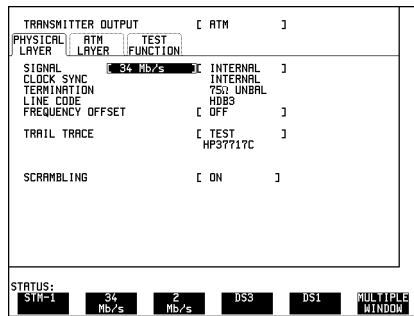 TRANSMITTER OUTPUT [ ATM ]
PHYSICAL LAYER ATM LAYER TEST FUNCTION
SIGNAL [ 34 Mb/s ][ INTERNAL ]
CLOCK SYNC INTERNAL
TERMINATION 75Ω UNBAL
LINE CODE HDB3
FREQUENCY OFFSET [ OFF ]
TRAIL TRACE [ TEST ]
HP37717C
SCRAMBLING [ ON ]
STATUS:
STM-1 34 Mb/s 2 Mb/s DS3 DS1 MULTIPLE WINDOW